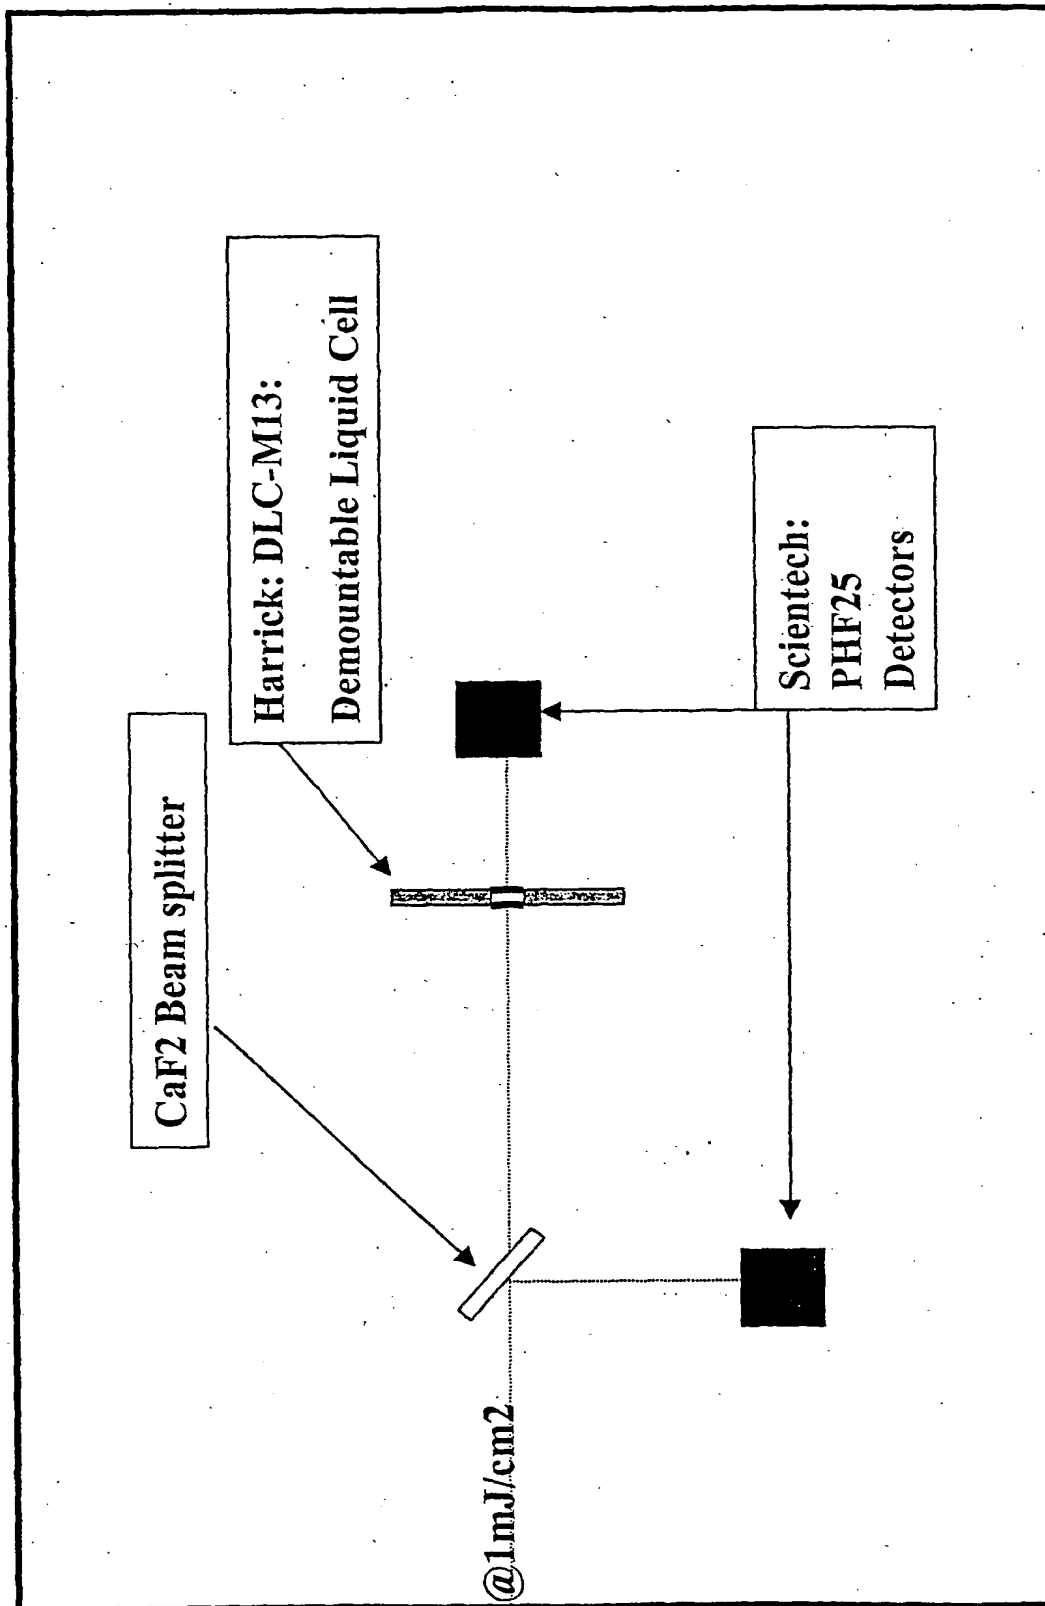 CaF2 Beam splitter
Harrick: DLC-M13:
Demountable Liquid Cell
@1mJ/cm2
Scientech:
PHF25
Detectors